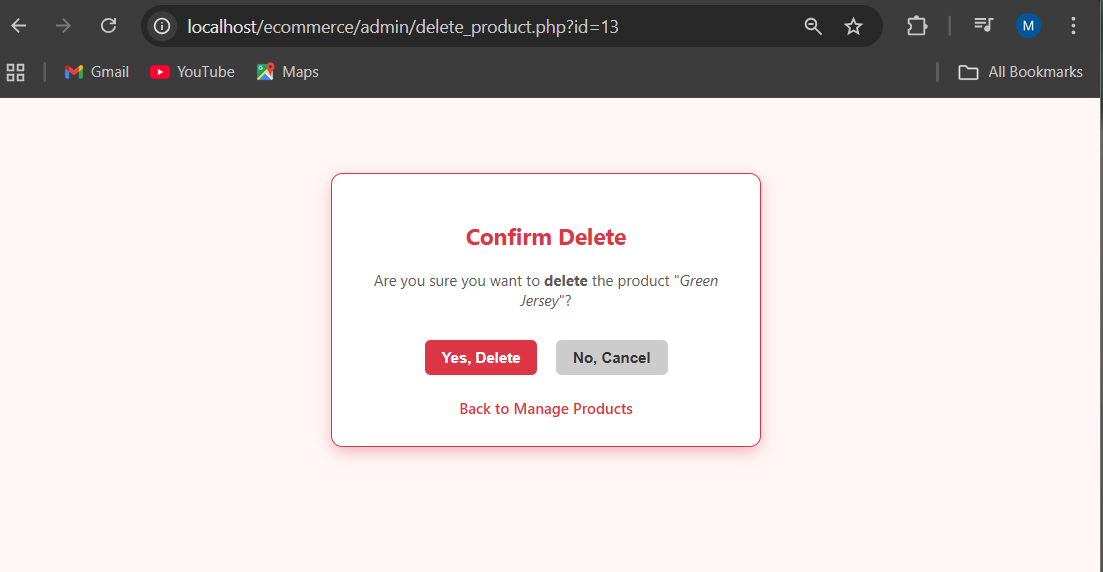 localhost/ecommerce/admin/delete_product.php?id=13
M
Gmail
YouTube
Maps
All Bookmarks
Confirm Delete
Are you sure you want to delete the product "Green
Jersey"?
Yes, Delete
No, Cancel
Back to Manage Products